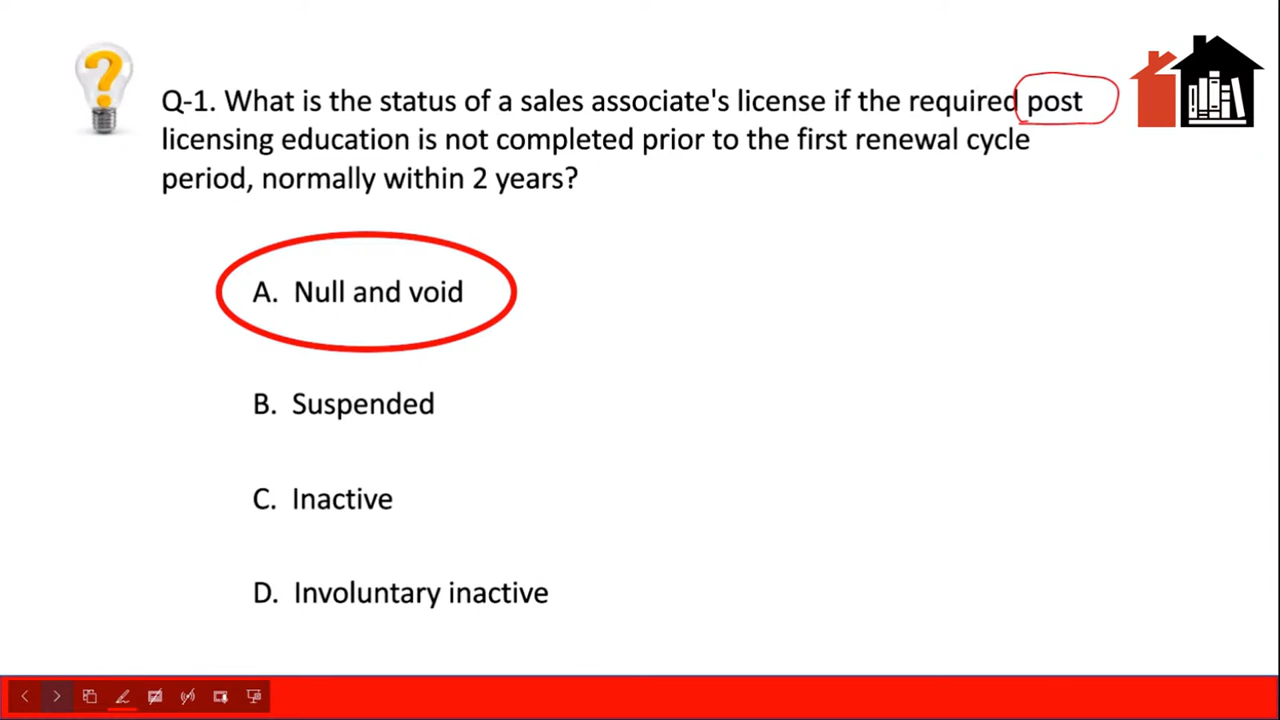 Q-1. What is the status of a sales associate's license if the required post
licensing education is not completed prior to the first renewal cycle
period, normally within 2 years?
A. Null and void
B. Suspended
C. Inactive
D. Involuntary inactive